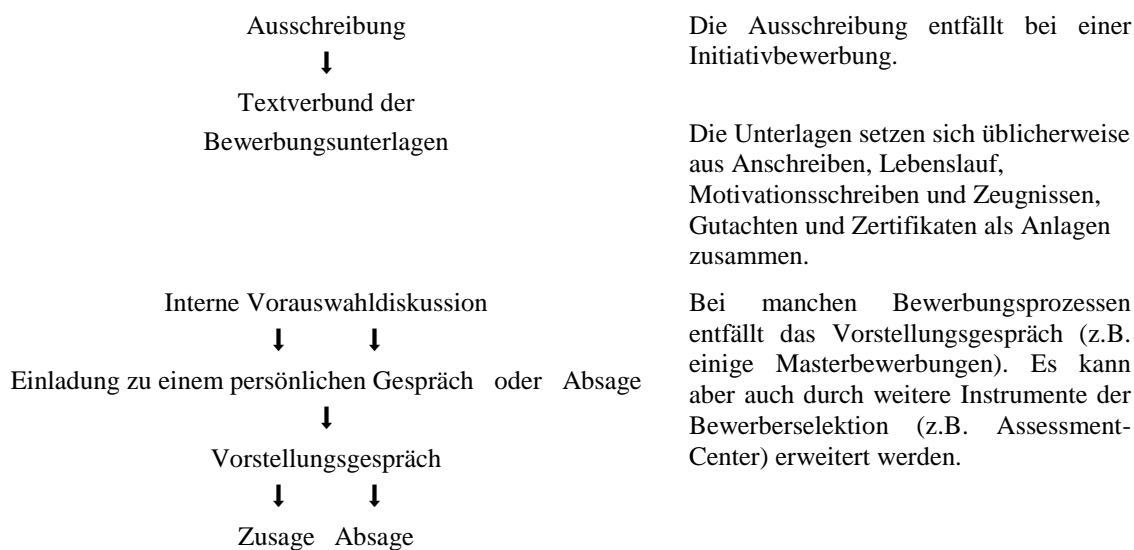 Ausschreibung
Die Ausschreibung entfällt bei einer
Initiativbewerbung.
Textverbund der
Bewerbungsunterlagen
Die Unterlagen setzen sich üblicherweise
aus Anschreiben, Lebenslauf,
Motivationsschreiben und Zeugnissen,
Gutachten und Zertifikaten als Anlagen
zusammen.
Interne Vorauswahldiskussion
Einladung zu einem persönlichen Gespräch oder Absage
Vorstellungsgespräch
Zusage Absage
Bei manchen Bewerbungsprozessen
entfällt das Vorstellungsgespräch (z.B.
einige Masterbewerbungen). Es kann
aber auch durch weitere Instrumente der
Bewerberselektion (z.B. Assessment-
Center) erweitert werden.